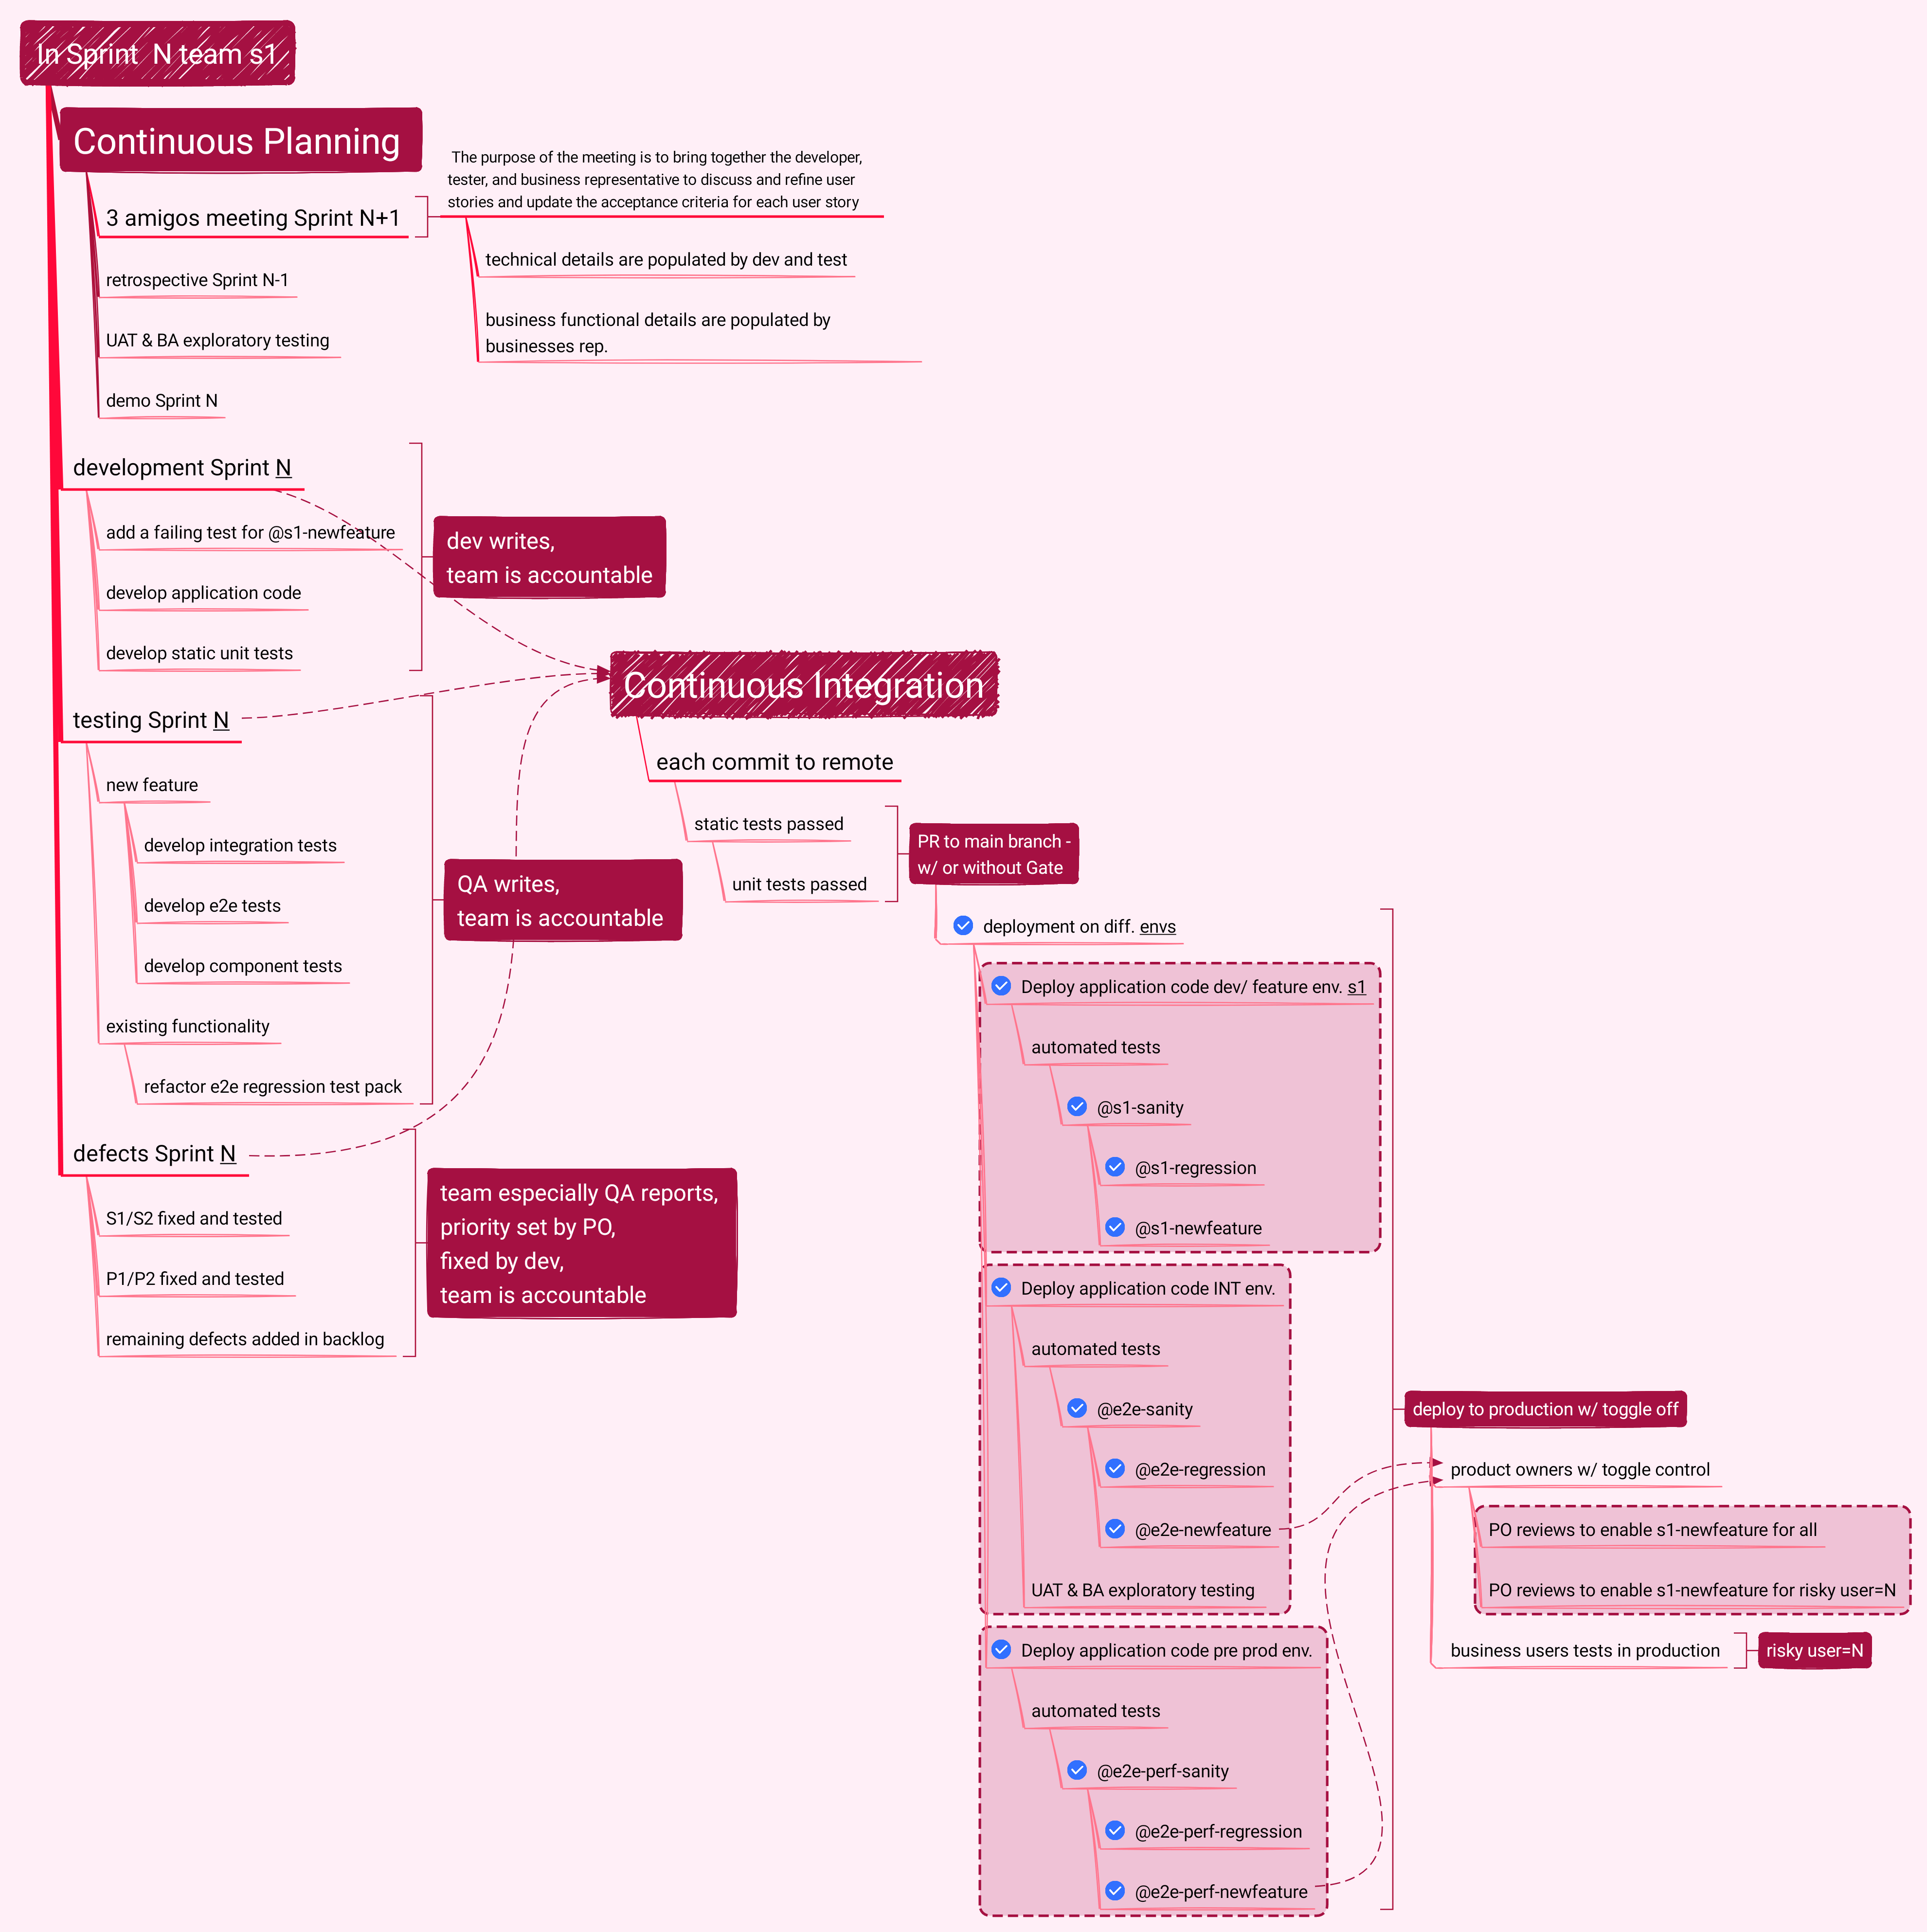 In Sprint  N team s1
Continuous Planning
3 amigos meeting Sprint N+1
The purpose of the meeting is to bring together the developer,
tester, and business representative to discuss and refine user
stories and update the acceptance criteria for each user story
technical details are populated by dev and test
business functional details are populated by
businesses rep.
retrospective Sprint N-1
UAT & BA exploratory testing
demo Sprint N
development Sprint N
add a failing test for @s1-newfeature
develop application code
develop static unit tests
dev writes,
team is accountable
testing Sprint N
new feature
develop integration tests
develop e2e tests
develop component tests
existing functionality
refactor e2e regression test pack
QA writes,
team is accountable
defects Sprint N
S1/S2 fixed and tested
P1/P2 fixed and tested
remaining defects added in backlog
team especially QA reports,
priority set by PO,
fixed by dev,
team is accountable
Continuous Integration
each commit to remote
static tests passed
unit tests passed
PR to main branch -
w/ or without Gate
deployment on diff. envs
Deploy application code dev/ feature env. s1
automated tests
@s1-sanity
@s1-regression
@s1-newfeature
Deploy application code INT env.
automated tests
@e2e-sanity
@e2e-regression
@e2e-newfeature
UAT & BA exploratory testing
Deploy application code pre prod env.
automated tests
@e2e-perf-sanity
@e2e-perf-regression
@e2e-perf-newfeature
deploy to production w/ toggle off
product owners w/ toggle control
PO reviews to enable s1-newfeature for all
PO reviews to enable s1-newfeature for risky user=N
business users tests in production
risky user=N